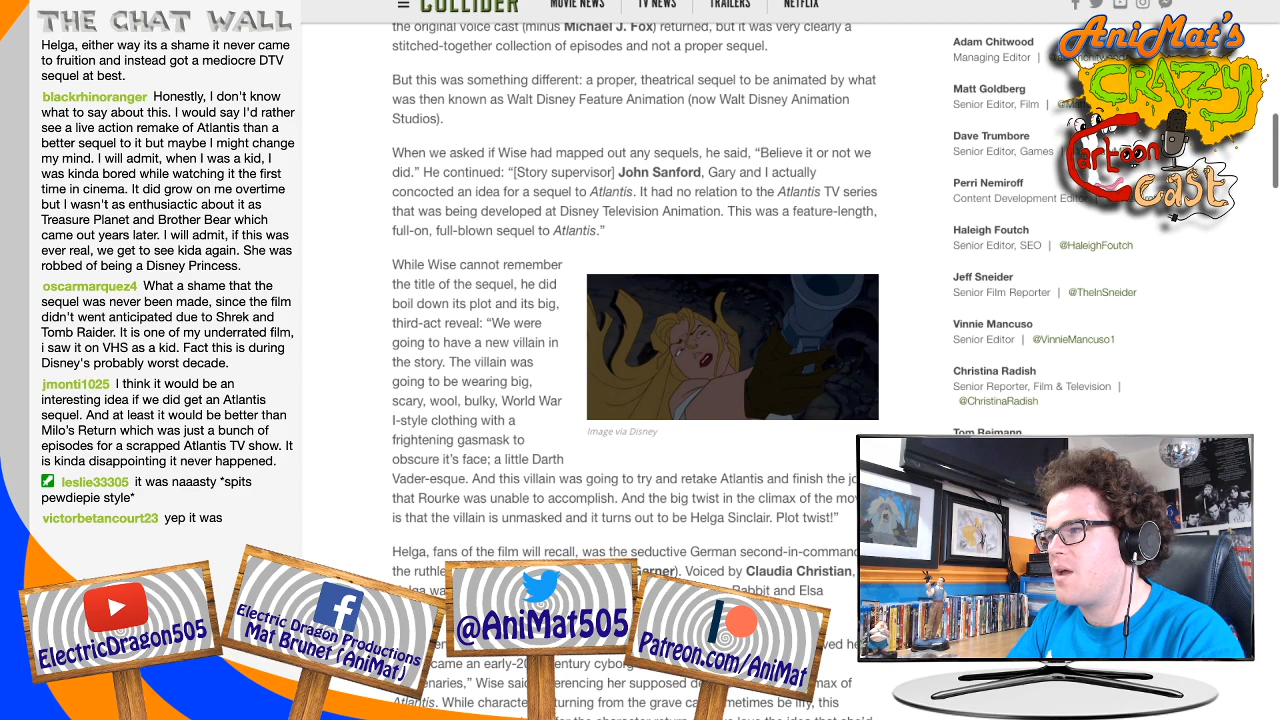 THE CHAT WALL
Helga, either way its a shame it never came
to fruition and instead got a mediocre DTV
sequel at best.
blackrhinoranger Honestly, I don't know
what to say about this. I would say I'd rather
see a live action remake of Atlantis than a
better sequel to it but maybe I might change
my mind. I will admit, when I was a kid, I
was kinda bored while watching it the first
time in cinema. It did grow on me overtime
but I wasn't as enthusiactic about it as
Treasure Planet and Brother Bear which
came out years later. I will admit, if this was
ever real, we get to see kida again. She was
robbed of being a Disney Princess.
oscarmarquez4 What a shame that the
sequel was never been made, since the film
didn't went anticipated due to Shrek and
Tomb Raider. It is one of my underrated film,
i saw it on VHS as a kid. Fact this is during
Disney's probably worst decade.
jmonti1025 I think it would be an
interesting idea if we did get an Atlantis
sequel. And at least it would be better than
Milo's Return which was just a bunch of
episodes for a scrapped Atlantis TV show. It
is kinda disappointing it never happened.
leslie33305 it was naaasty *spits
pewdiepie style*
victorbetancourt23 yep it was
COLLIDER
MOVIE NEWS
TV NEWS
TRAILERS
NETFLIX
the original voice cast (minus Michael J. Fox) returned, but it was very clearly a
stitched-together collection of episodes and not a proper sequel.
But this was something different: a proper, theatrical sequel to be animated by what
was then known as Walt Disney Feature Animation (now Walt Disney Animation
Studios).
When we asked if Wise had mapped out any sequels, he said, “Believe it or not we
did.” He continued: “[Story supervisor] John Sanford, Gary and I actually
concocted an idea for a sequel to Atlantis. It had no relation to the Atlantis TV series
that was being developed at Disney Television Animation. This was a feature-length,
full-on, full-blown sequel to Atlantis.”
While Wise cannot remember
the title of the sequel, he did
boil down its plot and its big,
third-act reveal: “We were
going to have a new villain in
the story. The villain was
going to be wearing big,
scary, wool, bulky, World War
I-style clothing with a
frightening gasmask to
obscure it’s face; a little Darth
Vader-esque. And this villain was going to try and retake Atlantis and finish the
that Rourke was unable to accomplish. And the big twist in the climax of the
is that the villain is unmasked and it turns out to be Helga Sinclair. Plot twist!”
Image via Disney
Helga, fans of the film will recall, was the seductive German second-in-command
the Garner). Voiced by Claudia Christian,
Rabbit and Elsa
came an early-20 century
Wise referencing her supposed
Atlantis. While turning from the grave
Adam Chitwood
Managing Editor |
Matt Goldberg
Senior Editor, Film |
Dave Trumbore
Senior Editor, Games
Perri Nemiroff
Content Development
Haleigh Foutch
Senior Editor, SEO | @HaleighFoutch
Jeff Sneider
Senior Film Reporter | @TheInSneider
Vinnie Mancuso
Senior Editor | @VinnieMancuso1
Christina Radish
Senior Reporter, Film & Television |
@ChristinaRadish
Tom Reimann
AniMat's
CRAZY
Cartoon
Cast
ElectricDragon505
Electric Dragon Productions
Mat Brunet (AniMat)
@AniMat505
Patreon.com/AniMat